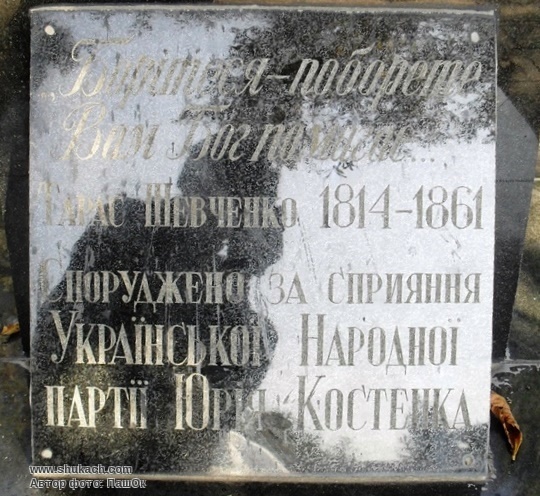 „Борітеся – поборете
Вам Бог помагає...
Тарас Шевченко 1814–1861
Споруджено за сприяння
Української Народної
партії Юрія Костенка
www.shukach.com
Автор фото: ПашОк